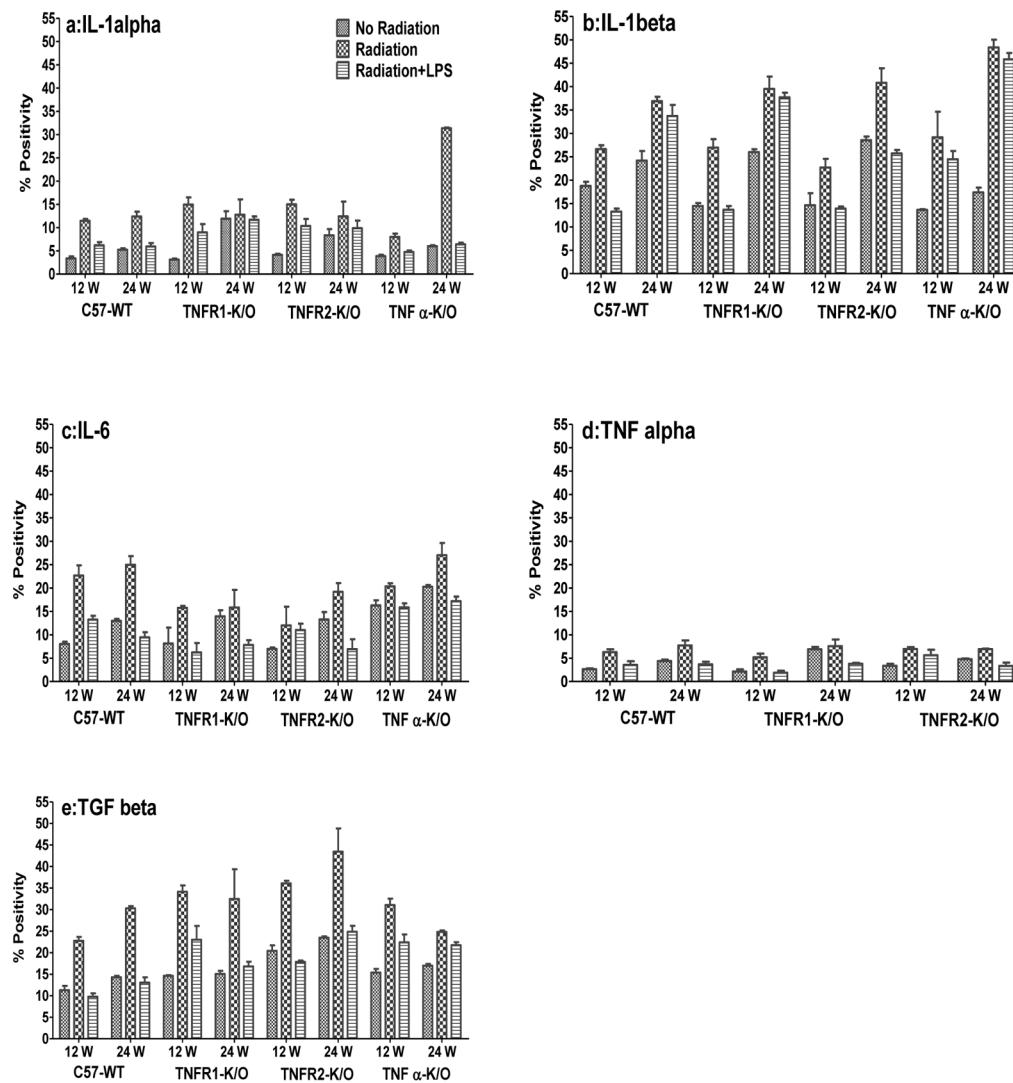 a:IL-1alpha
No Radiation
Radiation
Radiation+LPS
% Positivity
55
50
45
40
35
30
25
20
15
10
5
0
12 W 24 W 12 W 24 W 12 W 24 W 12 W 24 W
C57-WT TNFR1-K/O TNFR2-K/O TNF α-K/O
b:IL-1beta
% Positivity
55
50
45
40
35
30
25
20
15
10
5
0
12 W 24 W 12 W 24 W 12 W 24 W 12 W 24 W
C57-WT TNFR1-K/O TNFR2-K/O TNF α-K/O
c:IL-6
% Positivity
55
50
45
40
35
30
25
20
15
10
5
0
12 W 24 W 12 W 24 W 12 W 24 W 12 W 24 W
C57-WT TNFR1-K/O TNFR2-K/O TNF α-K/O
d:TNF alpha
% Positivity
55
50
45
40
35
30
25
20
15
10
5
0
12 W 24 W 12 W 24 W 12 W 24 W
C57-WT TNFR1-K/O TNFR2-K/O
e:TGF beta
% Positivity
55
50
45
40
35
30
25
20
15
10
5
0
12 W 24 W 12 W 24 W 12 W 24 W 12 W 24 W
C57-WT TNFR1-K/O TNFR2-K/O TNF α-K/O